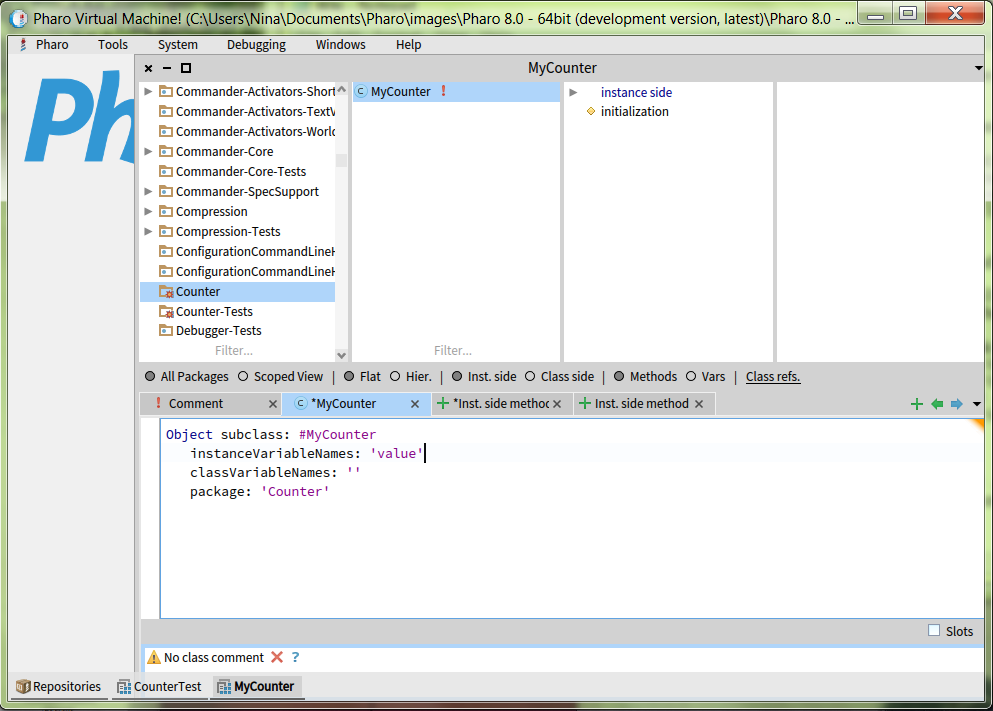 Pharo Virtual Machine! (C:\Users\Nina\Documents\Pharo\images\Pharo 8.0 - 64bit (development version, latest)\Pharo 8.0 - ...
Pharo Tools System Debugging Windows Help
Ph
MyCounter
Commander-Activators-Short
Commander-Activators-TextV
Commander-Activators-World
Commander-Core
Commander-Core-Tests
Commander-SpecSupport
Compression
Compression-Tests
ConfigurationCommandLineH
ConfigurationCommandLineH
Counter
Counter-Tests
Debugger-Tests
Filter...
MyCounter !
Filter...
instance side
initialization
All Packages Scoped View | Flat Hier. | Inst. side Class side | Methods Vars | Class refs.
! Comment *MyCounter *Inst. side method Inst. side method
Object subclass: #MyCounter
instanceVariableNames: 'value'
classVariableNames: ''
package: 'Counter'
Slots
No class comment ?
Repositories CounterTest MyCounter